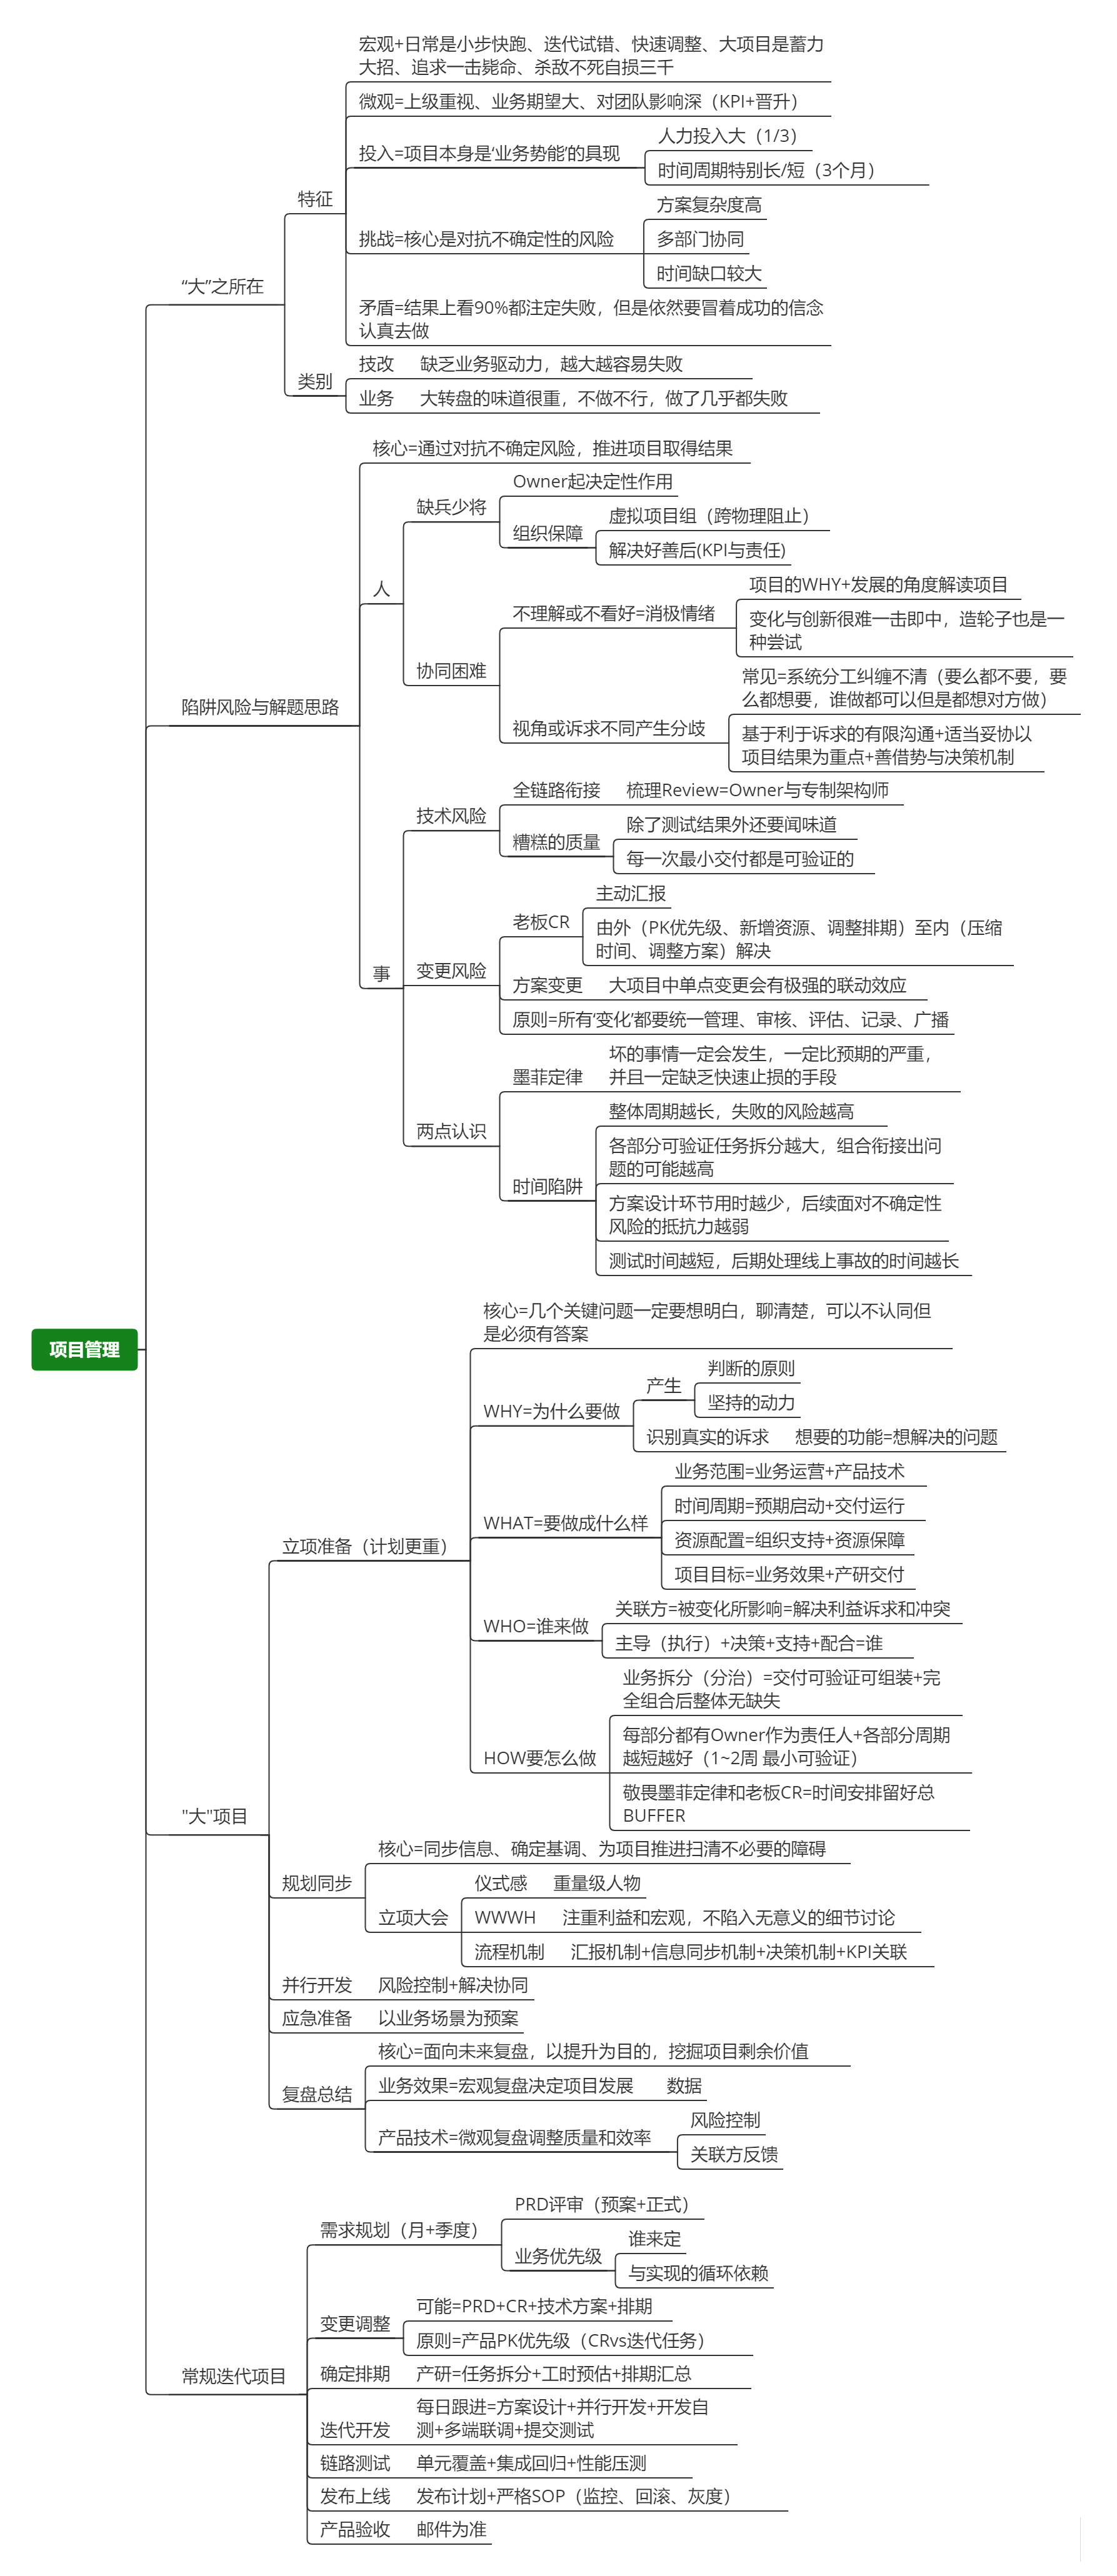 宏观+日常是小步快跑、迭代试错、快速调整、大项目是蓄力
大招、追求一击毙命、杀敌不死自损三千
微观=上级重视、业务期望大、对团队影响深（KPI+晋升）
人力投入大（1/3）
投入=项目本身是‘业务势能’的具现
时间周期特别长/短（3个月）
特征
方案复杂度高
挑战=核心是对抗不确定性的风险
多部门协同
时间缺口较大
“大”之所在
矛盾=结果上看90%都注定失败，但是依然要冒着成功的信念
认真去做
技改 缺乏业务驱动力，越大越容易失败
类别
业务 大转盘的味道很重，不做不行，做了几乎都失败
核心=通过对抗不确定风险，推进项目取得结果
Owner起决定性作用
缺兵少将
虚拟项目组（跨物理阻止）
组织保障
解决好善后(KPI与责任)
人
项目的WHY+发展的角度解读项目
不理解或不看好=消极情绪
变化与创新很难一击即中，造轮子也是一
种尝试
协同困难
常见=系统分工纠缠不清（要么都不要，要
么都想要，谁做都可以但是都想对方做）
陷阱风险与解题思路
视角或诉求不同产生分歧
基于利于诉求的有限沟通+适当妥协以
项目结果为重点+善借势与决策机制
全链路衔接 梳理Review=Owner与专制架构师
技术风险
除了测试结果外还要闻味道
糟糕的质量
每一次最小交付都是可验证的
主动汇报
老板CR
由外（PK优先级、新增资源、调整排期）至内（压缩
时间、调整方案）解决
变更风险
事
方案变更 大项目中单点变更会有极强的联动效应
原则=所有‘变化’都要统一管理、审核、评估、记录、广播
坏的事情一定会发生，一定比预期的严重，
并且一定缺乏快速止损的手段
墨菲定律
两点认识
整体周期越长，失败的风险越高
各部分可验证任务拆分越大，组合衔接出问
题的可能越高
时间陷阱
方案设计环节用时越少，后续面对不确定性
风险的抵抗力越弱
测试时间越短，后期处理线上事故的时间越长
项目管理
核心=几个关键问题一定要想明白，聊清楚，可以不认同但
是必须有答案
判断的原则
产生
坚持的动力
WHY=为什么要做
识别真实的诉求 想要的功能=想解决的问题
业务范围=业务运营+产品技术
时间周期=预期启动+交付运行
WHAT=要做成什么样
资源配置=组织支持+资源保障
立项准备（计划更重）
项目目标=业务效果+产研交付
关联方=被变化所影响=解决利益诉求和冲突
WHO=谁来做
主导（执行）+决策+支持+配合=谁
业务拆分（分治）=交付可验证可组装+完
全组合后整体无缺失
每部分都有Owner作为责任人+各部分周期
越短越好（1~2周 最小可验证）
HOW要怎么做
敬畏墨菲定律和老板CR=时间安排留好总
BUFFER
"大"项目
核心=同步信息、确定基调、为项目推进扫清不必要的障碍
规划同步
仪式感 重量级人物
立项大会
WWWH 注重利益和宏观，不陷入无意义的细节讨论
流程机制 汇报机制+信息同步机制+决策机制+KPI关联
并行开发 风险控制+解决协同
应急准备 以业务场景为预案
核心=面向未来复盘，以提升为目的，挖掘项目剩余价值
复盘总结
业务效果=宏观复盘决定项目发展 数据
风险控制
产品技术=微观复盘调整质量和效率
关联方反馈
PRD评审（预案+正式）
需求规划（月+季度）
谁来定
业务优先级
与实现的循环依赖
可能=PRD+CR+技术方案+排期
变更调整
原则=产品PK优先级（CRvs迭代任务）
常规迭代项目
确定排期 产研=任务拆分+工时预估+排期汇总
每日跟进=方案设计+并行开发+开发自
测+多端联调+提交测试
迭代开发
链路测试 单元覆盖+集成回归+性能压测
发布上线 发布计划+严格SOP（监控、回滚、灰度）
产品验收 邮件为准